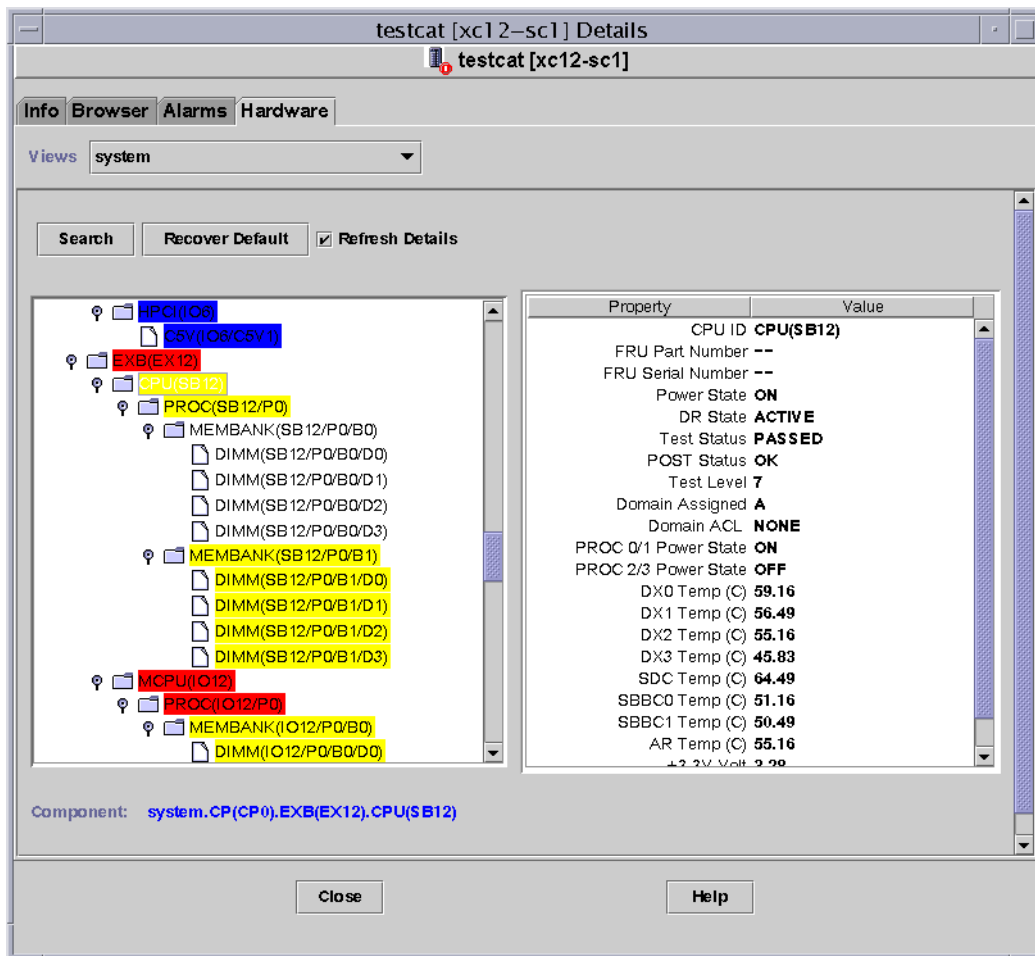 testcat [xc12-sc1] Details
testcat [xc12-sc1]
Info Browser Alarms Hardware
Views system
Search Recover Default Refresh Details
HPCI(IO6)
C5V(IO6/C5V1)
EXB(EX12)
CPU(SB12)
PROC(SB12/P0)
MEMBANK(SB12/P0/B0)
DIMM(SB12/P0/B0/D0)
DIMM(SB12/P0/B0/D1)
DIMM(SB12/P0/B0/D2)
DIMM(SB12/P0/B0/D3)
MEMBANK(SB12/P0/B1)
DIMM(SB12/P0/B1/D0)
DIMM(SB12/P0/B1/D1)
DIMM(SB12/P0/B1/D2)
DIMM(SB12/P0/B1/D3)
MCPU(IO12)
PROC(IO12/P0)
MEMBANK(IO12/P0/B0)
DIMM(IO12/P0/B0/D0)
Property Value
CPU ID CPU(SB12)
FRU Part Number --
FRU Serial Number --
Power State ON
DR State ACTIVE
Test Status PASSED
POST Status OK
Test Level 7
Domain Assigned A
Domain ACL NONE
PROC 0/1 Power State ON
PROC 2/3 Power State OFF
DX0 Temp (C) 59.16
DX1 Temp (C) 56.49
DX2 Temp (C) 55.16
DX3 Temp (C) 45.83
SDC Temp (C) 64.49
SBBC0 Temp (C) 51.16
SBBC1 Temp (C) 50.49
AR Temp (C) 55.16
+3.3V Volt 3.28
Component: system.CP(CP0).EXB(EX12).CPU(SB12)
Close Help